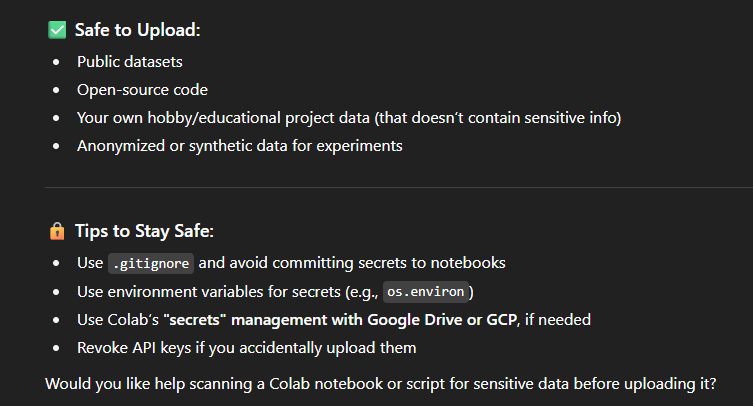 ✅ Safe to Upload:
• Public datasets
• Open-source code
• Your own hobby/educational project data (that doesn’t contain sensitive info)
• Anonymized or synthetic data for experiments
🔒 Tips to Stay Safe:
• Use .gitignore and avoid committing secrets to notebooks
• Use environment variables for secrets (e.g., os.environ)
• Use Colab’s "secrets" management with Google Drive or GCP, if needed
• Revoke API keys if you accidentally upload them
Would you like help scanning a Colab notebook or script for sensitive data before uploading it?